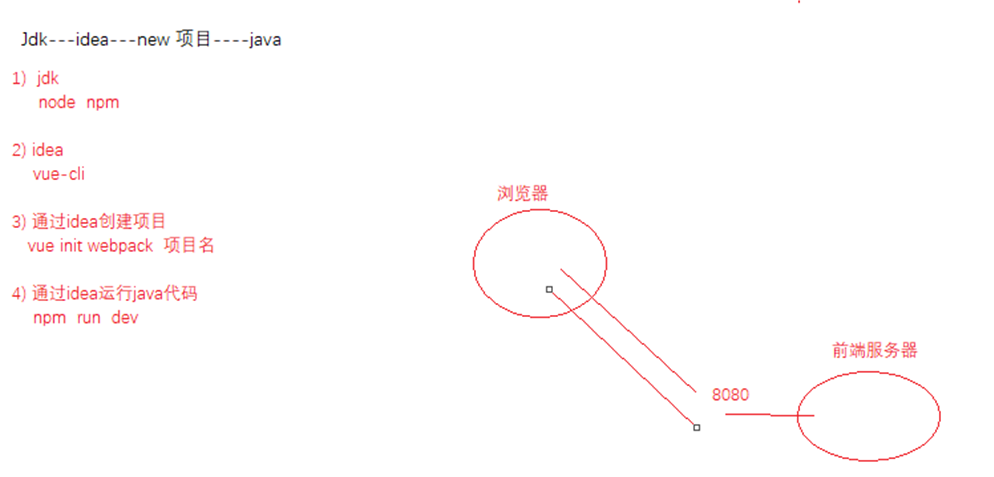 Jdk---idea---new 项目----java
1) jdk
node npm
2) idea
vue-cli
3) 通过idea创建项目
vue init webpack 项目名
4) 通过idea运行java代码
npm run dev
浏览器
前端服务器
8080